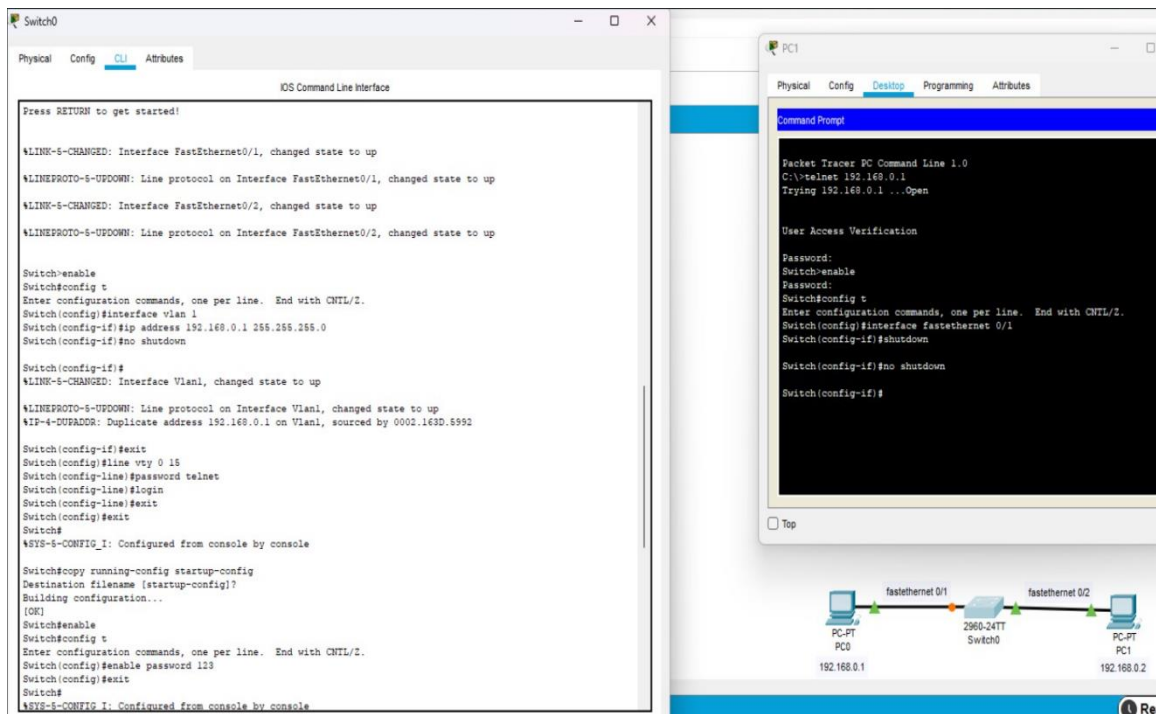 Switch0
Physical Config CLI Attributes
IOS Command Line Interface
Press RETURN to get started!
%LINK-5-CHANGED: Interface FastEthernet0/1, changed state to up
%LINEPROTO-5-UPDOWN: Line protocol on Interface FastEthernet0/1, changed state to up
%LINK-5-CHANGED: Interface FastEthernet0/2, changed state to up
%LINEPROTO-5-UPDOWN: Line protocol on Interface FastEthernet0/2, changed state to up
Switch>enable
Switch#config t
Enter configuration commands, one per line. End with CNTL/Z.
Switch(config)#interface vlan 1
Switch(config-if)#ip address 192.168.0.1 255.255.255.0
Switch(config-if)#no shutdown
Switch(config-if)#
%LINK-5-CHANGED: Interface Vlan1, changed state to up
%LINEPROTO-5-UPDOWN: Line protocol on Interface Vlan1, changed state to up
%IP-4-DUPADDR: Duplicate address 192.168.0.1 on Vlan1, sourced by 0002.163D.5992
Switch(config-if)#exit
Switch(config)#line vty 0 15
Switch(config-line)#password telnet
Switch(config-line)#login
Switch(config-line)#exit
Switch(config)#exit
Switch#
%SYS-5-CONFIG_I: Configured from console by console
Switch#copy running-config startup-config
Destination filename [startup-config]?
Building configuration...
[OK]
Switch#enable
Switch#config t
Enter configuration commands, one per line. End with CNTL/Z.
Switch(config)#enable password 123
Switch(config)#exit
Switch#
%SYS-5-CONFIG_I: Configured from console by console
PC1
Physical Config Desktop Programming Attributes
Command Prompt
Packet Tracer PC Command Line 1.0
C:\>telnet 192.168.0.1
Trying 192.168.0.1 ...Open
User Access Verification
Password:
Switch>enable
Password:
Switch#config t
Enter configuration commands, one per line. End with CNTL/Z.
Switch(config)#interface fastethernet 0/1
Switch(config-if)#shutdown
Switch(config-if)#no shutdown
Switch(config-if)#
Top
fastethernet 0/1
fastethernet 0/2
PC-PT
PC0
192.168.0.1
2960-24TT
Switch0
PC-PT
PC1
192.168.0.2
Re